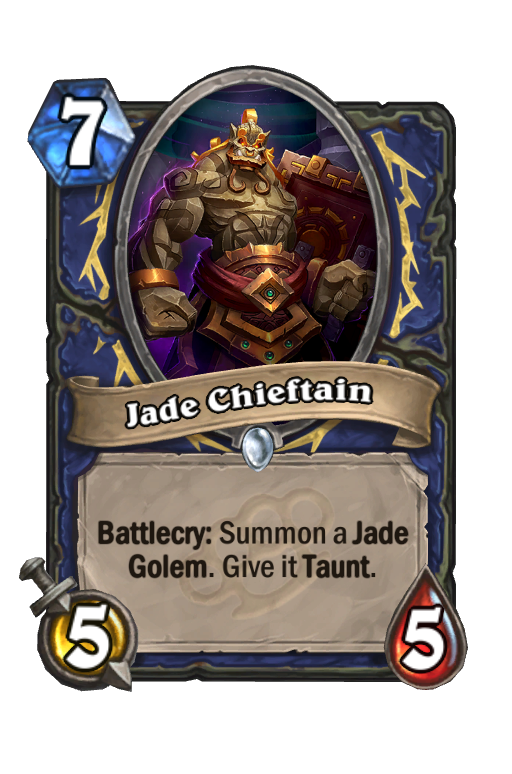 7
Jade Chieftain
Battlecry: Summon a Jade
Golem. Give it Taunt.
5
5